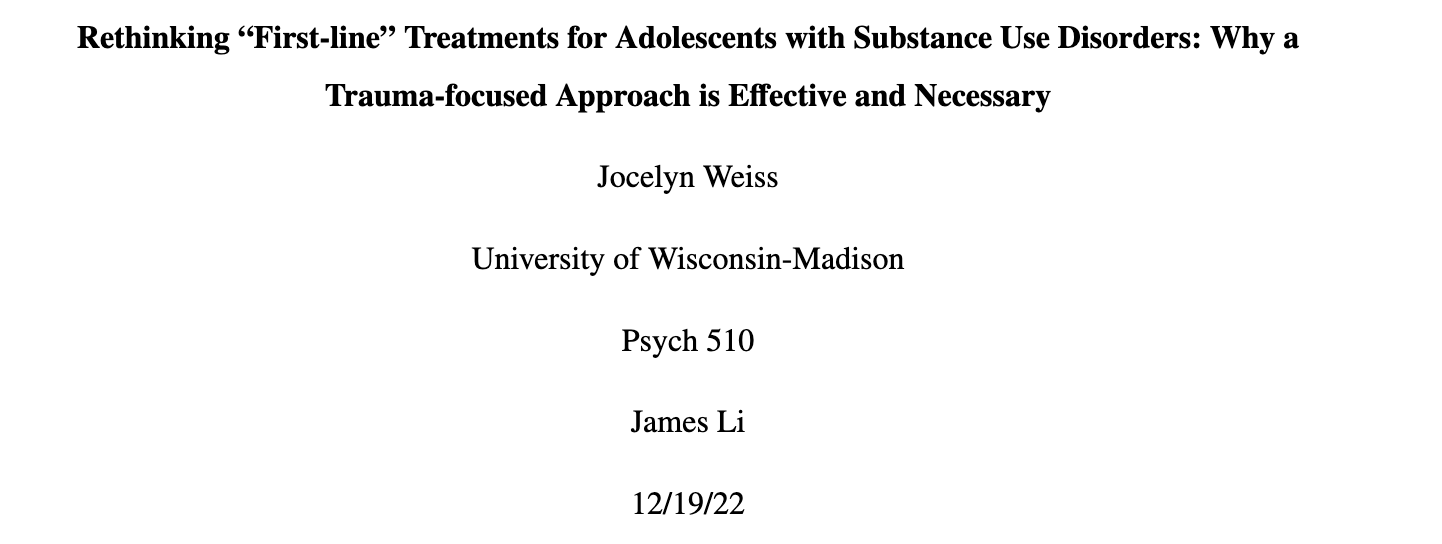 Rethinking “First-line” Treatments for Adolescents with Substance Use Disorders: Why a
Trauma-focused Approach is Effective and Necessary
Jocelyn Weiss
University of Wisconsin-Madison
Psych 510
James Li
12/19/22